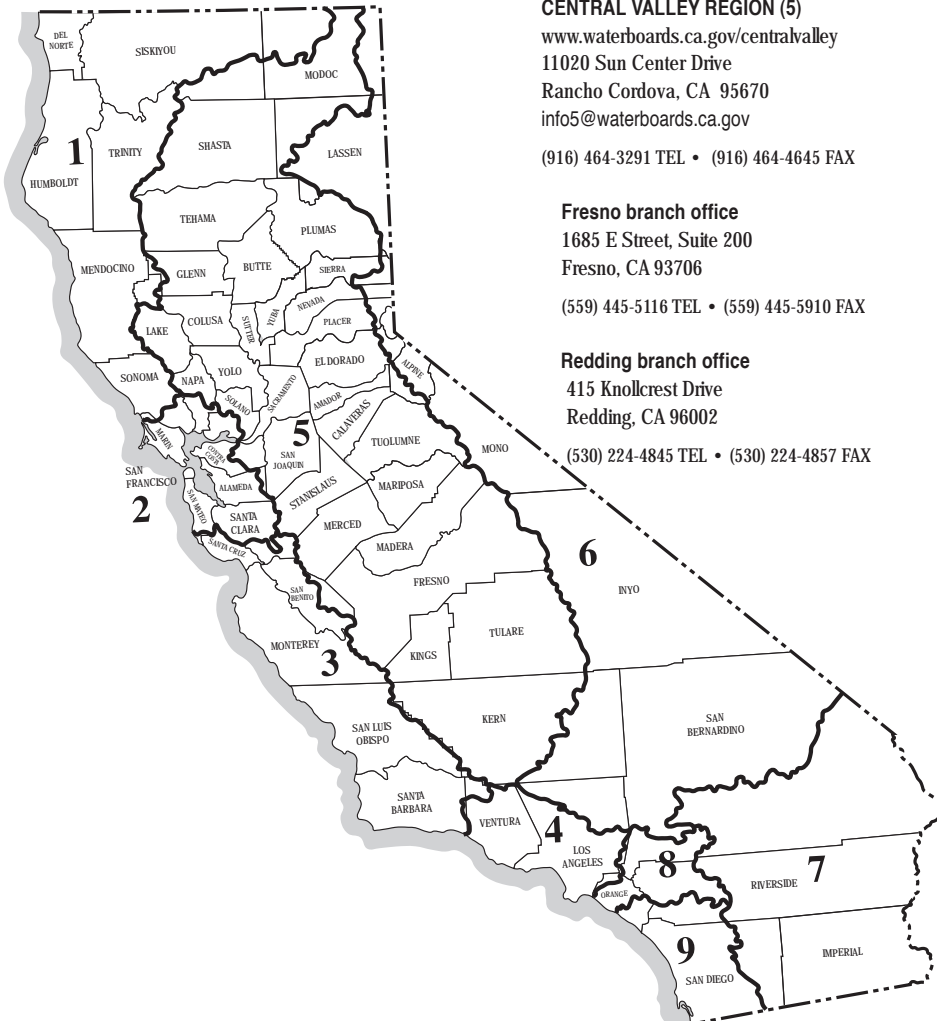 CENTRAL VALLEY REGION (5)
www.waterboards.ca.gov/centralvalley
11020 Sun Center Drive
Rancho Cordova, CA 95670
info5@waterboards.ca.gov
(916) 464-3291 TEL • (916) 464-4645 FAX
Fresno branch office
1685 E Street, Suite 200
Fresno, CA 93706
(559) 445-5116 TEL • (559) 445-5910 FAX
Redding branch office
415 Knollcrest Drive
Redding, CA 96002
(530) 224-4845 TEL • (530) 224-4857 FAX
DEL
NORTE
SISKIYOU
MODOC
1
TRINITY
SHASTA
LASSEN
HUMBOLDT
TEHAMA
PLUMAS
MENDOCINO
GLENN
BUTTE
SIERRA
LAKE
COLUSA
SUTTER
YUBA
NEVADA
PLACER
SONOMA
NAPA
YOLO
EL DORADO
ALPINE
SOLANO
SACRAMENTO
AMADOR
CALAVERAS
MARIN
5
TUOLUMNE
MONO
CONTRA
COSTA
SAN
JOAQUIN
SAN
FRANCISCO
2
ALAMEDA
STANISLAUS
MARIPOSA
SAN MATEO
SANTA
CLARA
MERCED
SANTA CRUZ
MADERA
6
FRESNO
INYO
SAN
BENITO
MONTEREY
3
KINGS
TULARE
SAN LUIS
OBISPO
KERN
SAN
BERNARDINO
SANTA
BARBARA
VENTURA
4
LOS
ANGELES
8
7
RIVERSIDE
ORANGE
9
SAN DIEGO
IMPERIAL